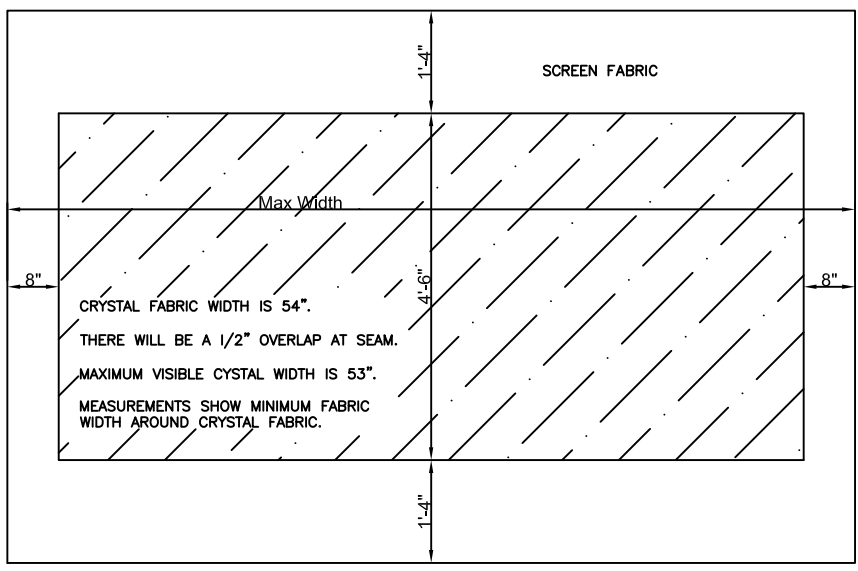 1'-4"
SCREEN FABRIC
Max Width
8"
4'-6"
8"
CRYSTAL FABRIC WIDTH IS 54".
THERE WILL BE A 1/2" OVERLAP AT SEAM.
MAXIMUM VISIBLE CYSTAL WIDTH IS 53".
MEASUREMENTS SHOW MINIMUM FABRIC
WIDTH AROUND CRYSTAL FABRIC.
1'-4"